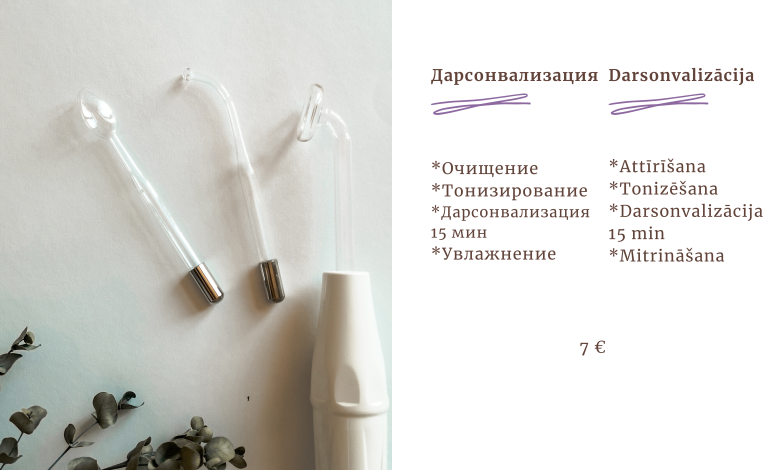 Дарсонвализация
*Очищение
*Тонизирование
*Дарсонвализация
15 мин
*Увлажнение
Darsonvalizācija
*Attīrīšana
*Tonizēšana
*Darsonvalizācija
15 min
*Mitrināšana
7 €